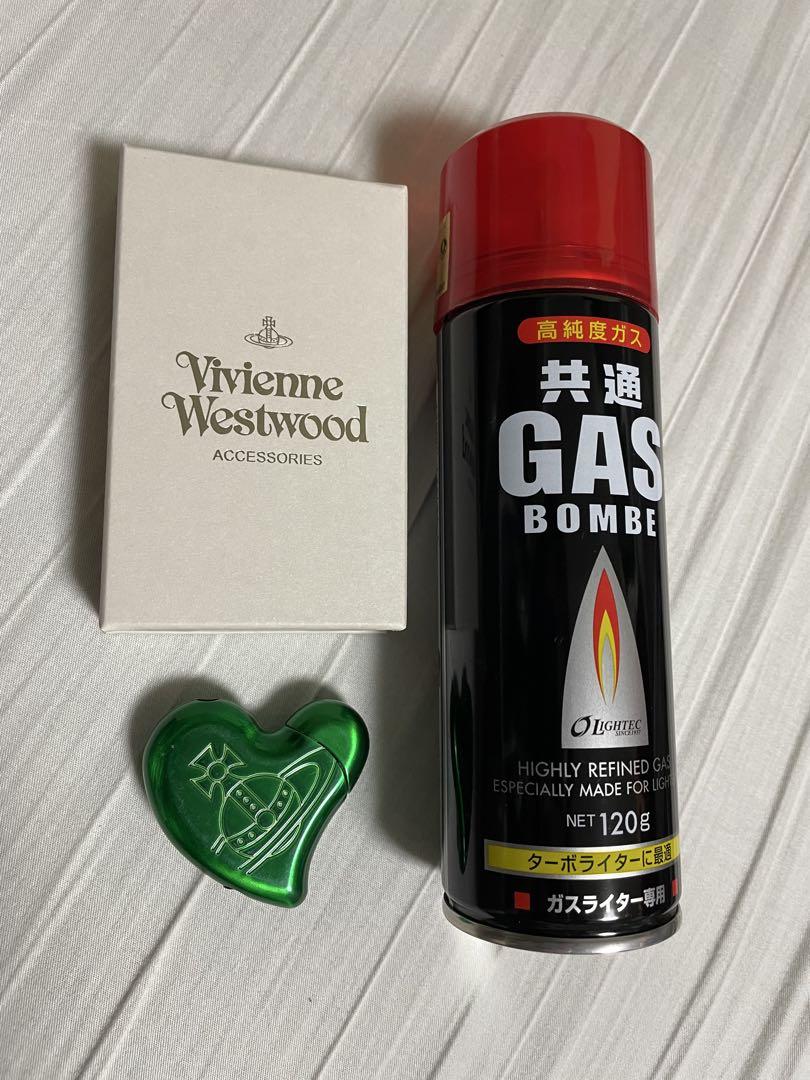 Vivienne
Westwood
ACCESSORIES
高純度ガス
共通
GAS
BOMBE
LIGHTEC
SINCE 1937
HIGHLY REFINED GAS
ESPECIALLY MADE FOR
NET 120g
ターボライターに最適
ガスライター専用